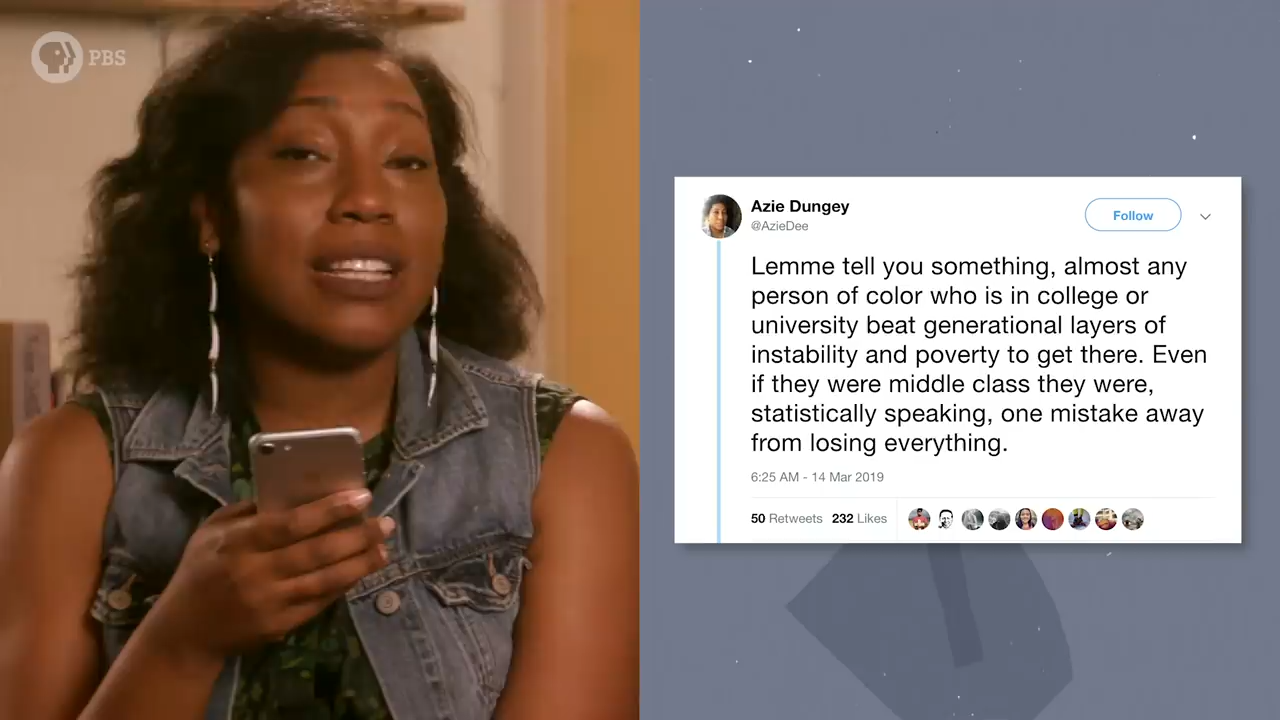 PBS
Azie Dungey
@AzieDee
Follow
Lemme tell you something, almost any
person of color who is in college or
university beat generational layers of
instability and poverty to get there. Even
if they were middle class they were,
statistically speaking, one mistake away
from losing everything.
6:25 AM - 14 Mar 2019
50 Retweets 232 Likes